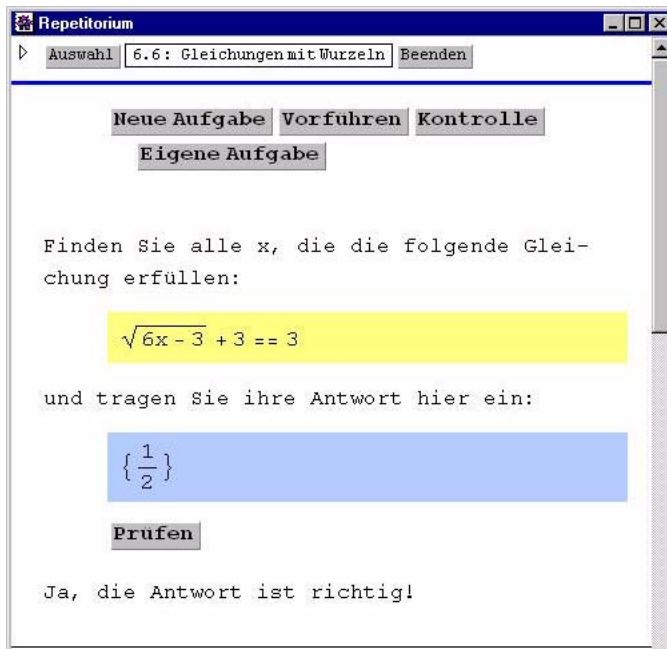 Repetitorium
Auswahl 6.6: Gleichungen mit Wurzeln Beenden
Neue Aufgabe Vorführen Kontrolle
Eigene Aufgabe
Finden Sie alle x, die die folgende Glei-
chung erfüllen:
√(6x - 3) + 3 == 3
und tragen Sie ihre Antwort hier ein:
{1/2}
Prüfen
Ja, die Antwort ist richtig!